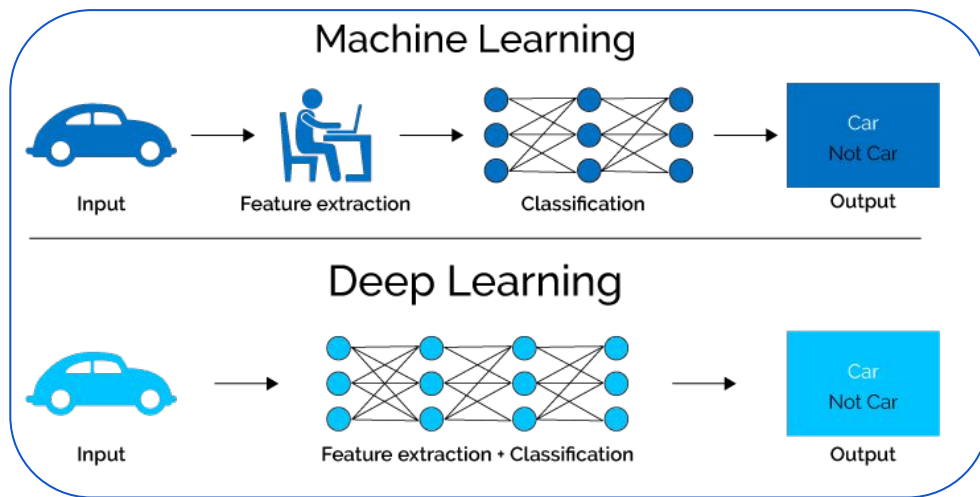 Machine Learning
Car
Not Car
Input
Feature extraction
Classification
Output
Deep Learning
Car
Not Car
Input
Feature extraction + Classification
Output